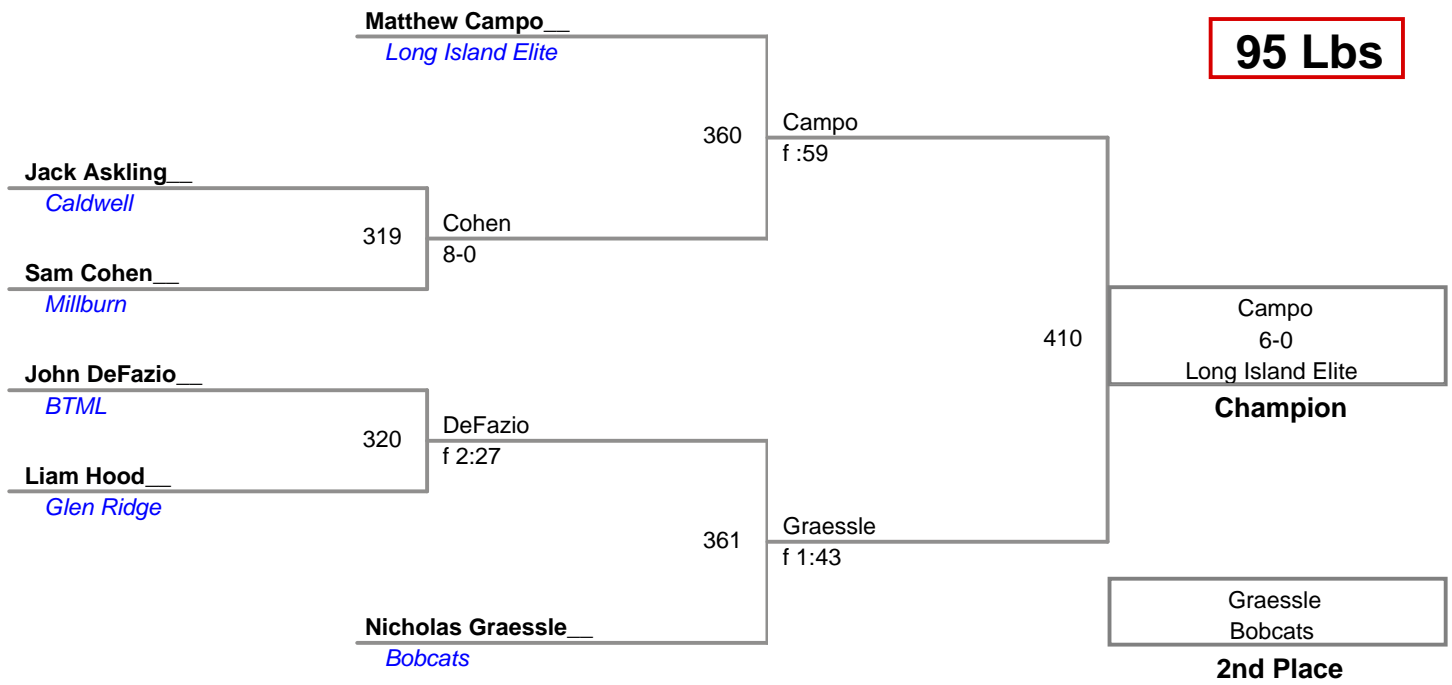 Matthew Campo__
Long Island Elite
95 Lbs
360
Campo
f :59
Jack Askling__
Caldwell
319
Cohen
8-0
Sam Cohen__
Millburn
410
Campo
6-0
Long Island Elite
Champion
John DeFazio__
BTML
320
DeFazio
f 2:27
Liam Hood__
Glen Ridge
361
Graessle
f 1:43
Nicholas Graessle__
Bobcats
Graessle
Bobcats
2nd Place